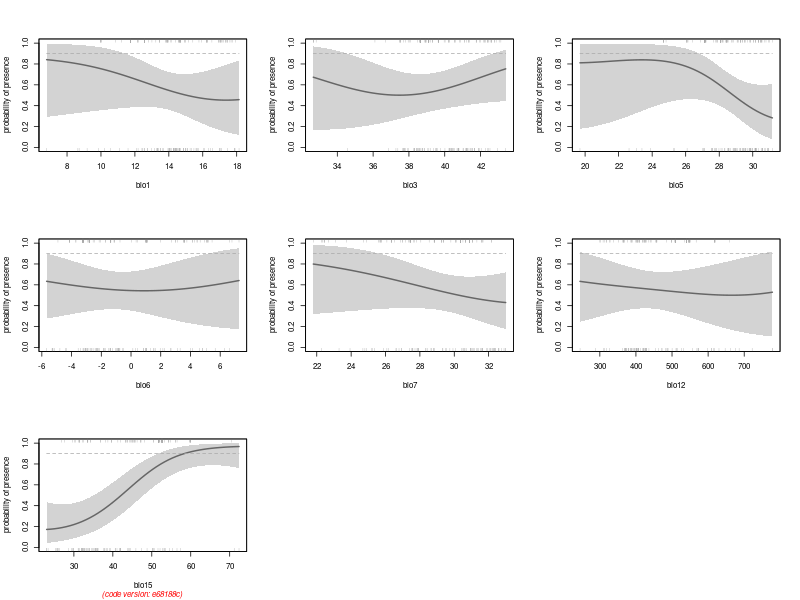 probability of presence
0.0 0.2 0.4 0.6 0.8 1.0
8 10 12 14 16 18
bio1
probability of presence
0.0 0.2 0.4 0.6 0.8 1.0
34 36 38 40 42
bio3
probability of presence
0.0 0.2 0.4 0.6 0.8 1.0
20 22 24 26 28 30
bio5
probability of presence
0.0 0.2 0.4 0.6 0.8 1.0
-6 -4 -2 0 2 4 6
bio6
probability of presence
0.0 0.2 0.4 0.6 0.8 1.0
22 24 26 28 30 32
bio7
probability of presence
0.0 0.2 0.4 0.6 0.8 1.0
300 400 500 600 700
bio12
probability of presence
0.0 0.2 0.4 0.6 0.8 1.0
30 40 50 60 70
bio15
(code version: e68188c)